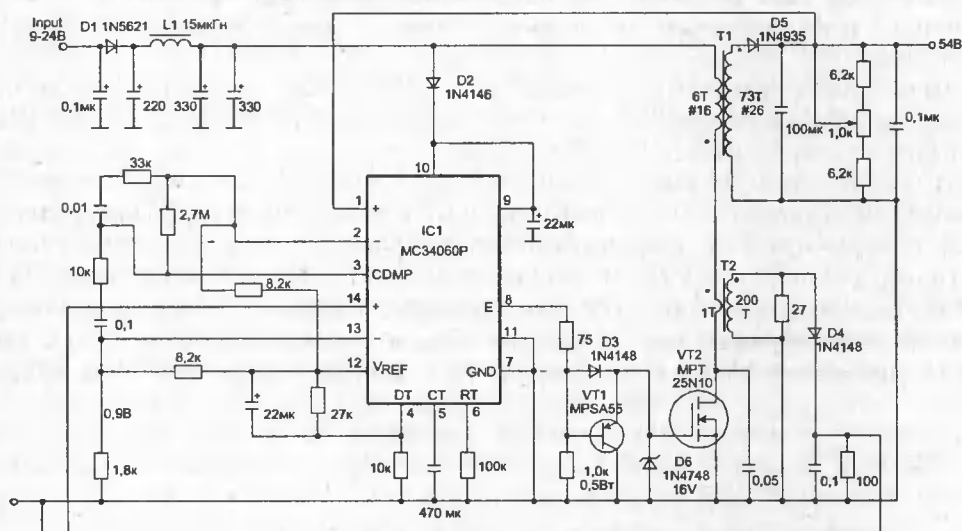 Input
9-24В
D1 1N5621
L1 15мкГн
0,1мк
220
330
330
D2
1N4146
T1
6T
#16
73T
#26
D5
1N4935
54В
6,2к
100мк
1,0к
0,1мк
6,2к
33к
0,01
2,7М
10к
8,2к
0,1
8,2к
0,9В
22мк
27к
1,8к
10
1
+
2
3
CDMP
14
+
13
12
VREF
IC1
MC34060P
9
E
8
11
GND
7
DT
CT
RT
4
5
6
22мк
10к
100к
470 мк
75
D3
1N4148
VT1
MPSA55
1,0к
0,5Вт
D6
1N4748
16V
VT2
MPT
25N10
T2
1T
200
T
27
D4
1N4148
0,05
0,1
100